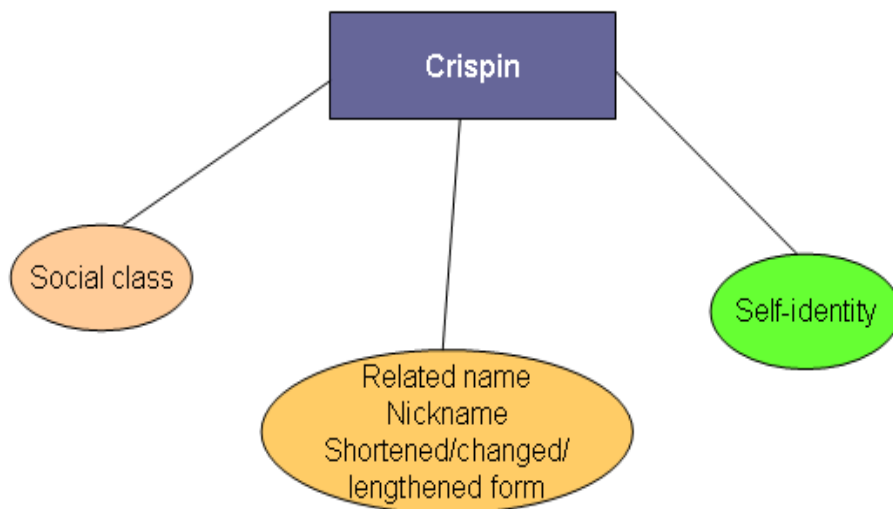 Crispin
Social class
Self-identity
Related name
Nickname
Shortened/changed/
lengthened form